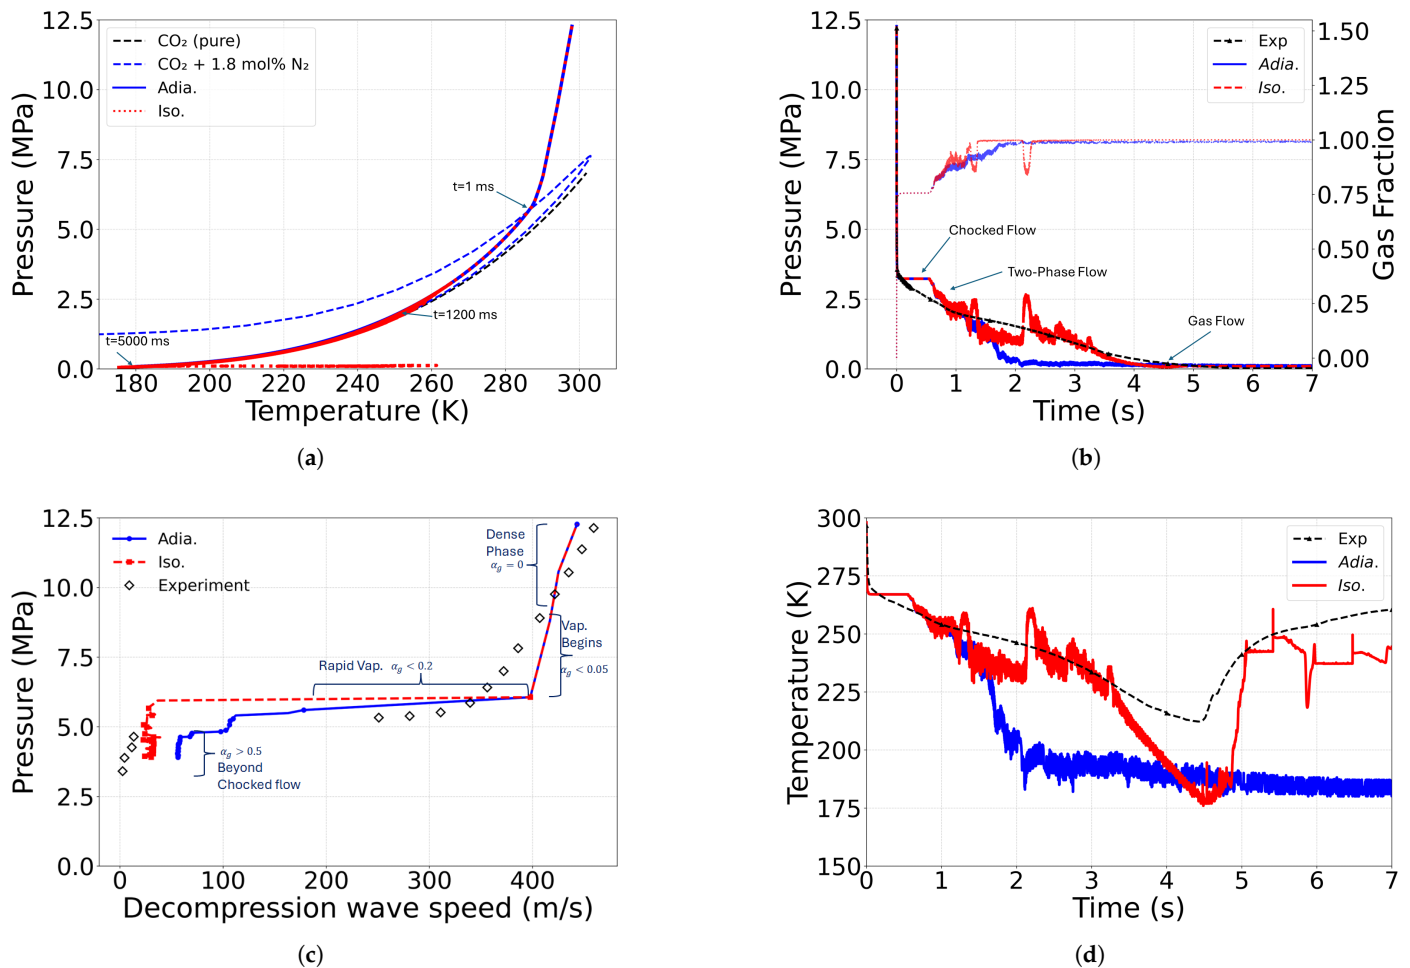 12.5
10.0
7.5
5.0
2.5
0.0
Pressure (MPa)
CO₂ (pure)
CO₂ + 1.8 mol% N₂
Adia.
Iso.
t=1 ms
t=1200 ms
t=5000 ms
180 200 220 240 260 280 300
Temperature (K)
(a)
12.5
10.0
7.5
5.0
2.5
0.0
Pressure (MPa)
Exp
Adia.
Iso.
Chocked Flow
Two-Phase Flow
Gas Flow
1.50
1.25
1.00
0.75
0.50
0.25
0.00
Gas Fraction
0 1 2 3 4 5 6 7
Time (s)
(b)
12.5
10.0
7.5
5.0
2.5
0.0
Pressure (MPa)
Adia.
Iso.
Experiment
Dense
Phase
αg = 0
Vap.
Begins
αg < 0.05
Rapid Vap. αg < 0.2
αg > 0.5
Beyond
Chocked flow
0 100 200 300 400
Decompression wave speed (m/s)
(c)
300
275
250
225
200
175
150
Temperature (K)
Exp
Adia.
Iso.
0 1 2 3 4 5 6 7
Time (s)
(d)